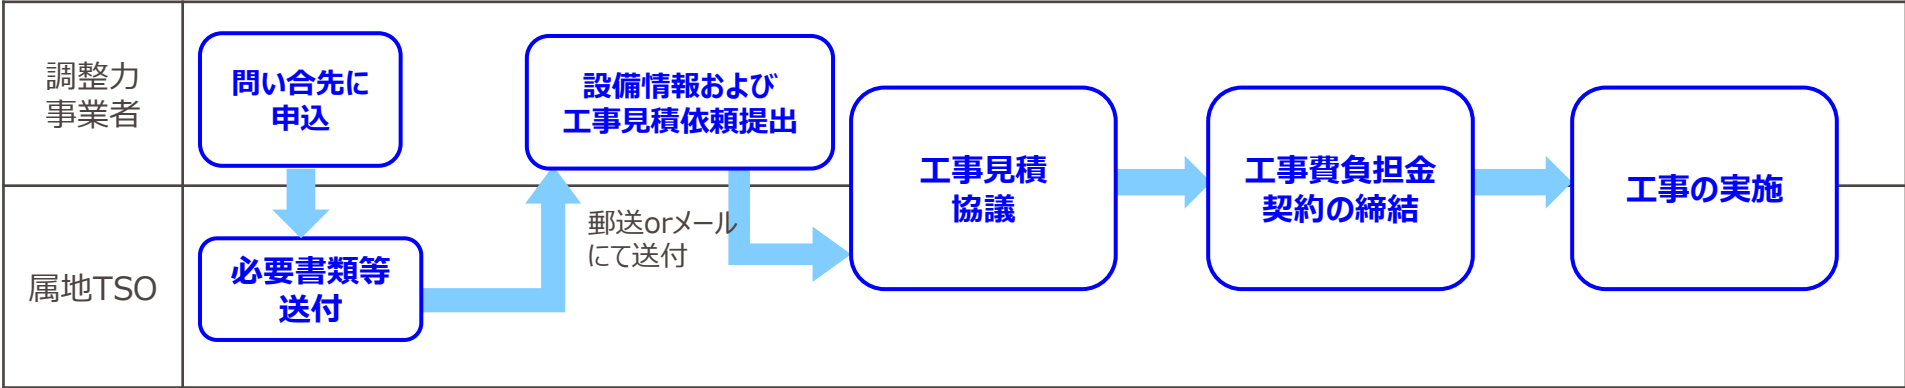 調整力
事業者
問い合先に
申込
設備情報および
工事見積依頼提出
工事見積
協議
工事費負担金
契約の締結
工事の実施
属地TSO
必要書類等
送付
郵送orメール
にて送付